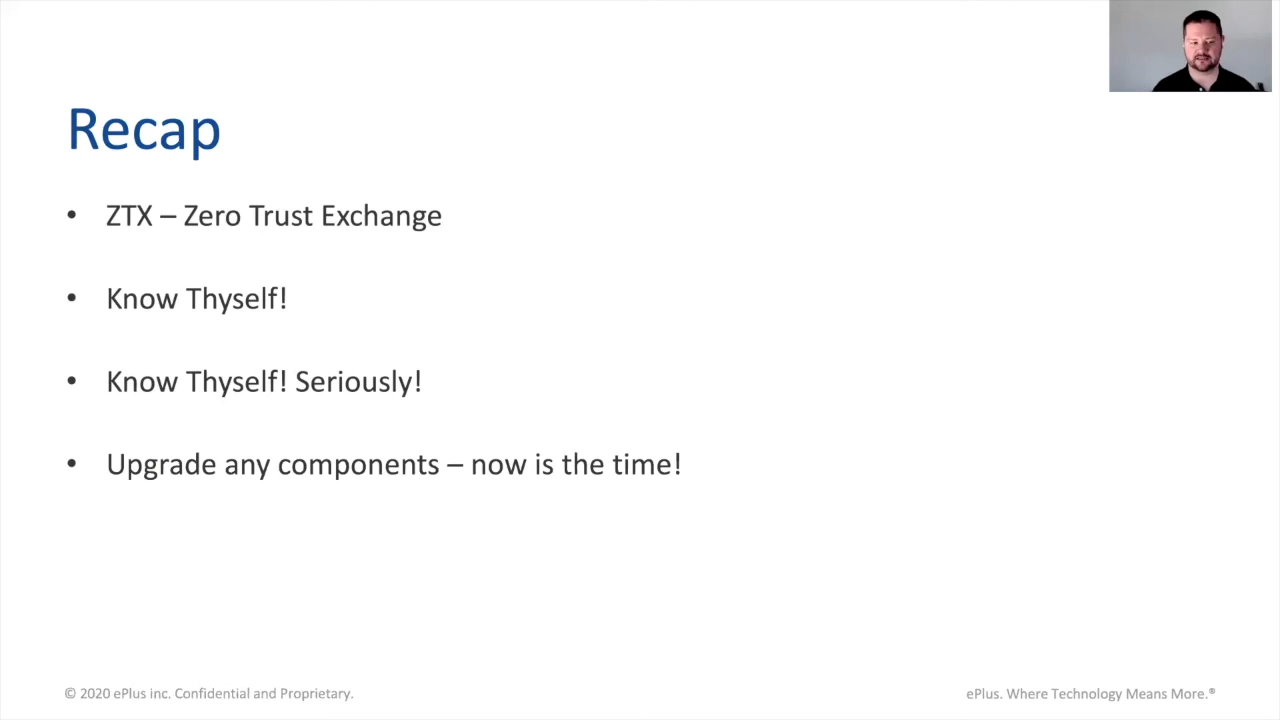 Recap
• ZTX – Zero Trust Exchange
• Know Thyself!
• Know Thyself! Seriously!
• Upgrade any components – now is the time!
© 2020 ePlus inc. Confidential and Proprietary.
ePlus. Where Technology Means More.®